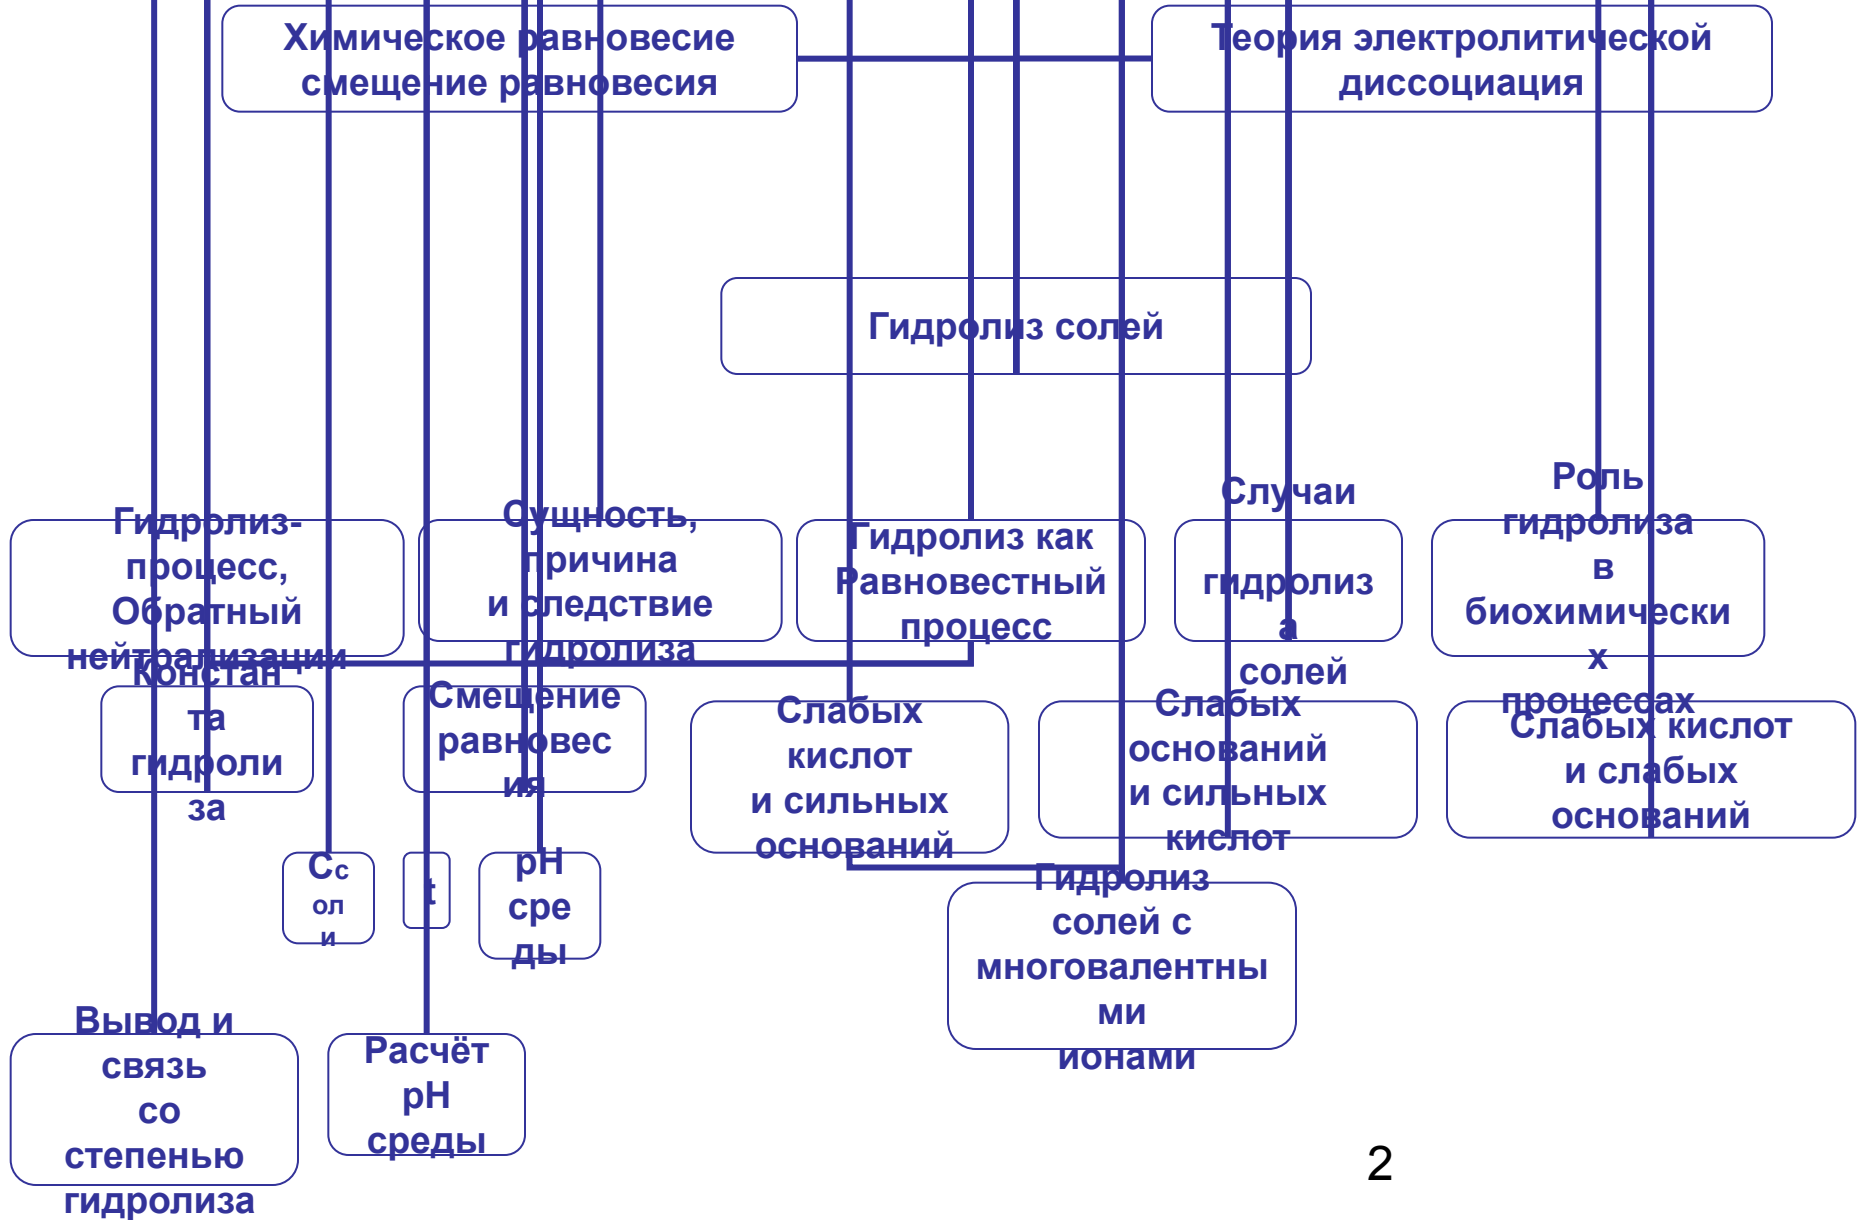 Химическое равновесие
смещение равновесия
Теория электролитической
диссоциация
Гидролиз солей
Гидролиз-
процесс,
Обратный
нейтрализации
Сущность,
причина
и следствие
гидролиза
Гидролиз как
Равновестный
процесс
Случаи
гидролиз
а
солей
Роль
гидролиза
в
биохимически
х
процессах
Констан
та
гидроли
за
Смещение
равновес
ия
Слабых
кислот
и сильных
оснований
Слабых
оснований
и сильных
кислот
Слабых кислот
и слабых
оснований
Сс
ол
и
t
pH
сре
ды
Гидролиз
солей с
многовалентны
ми
ионами
Вывод и
связь
со
степенью
гидролиза
Расчёт
pH
среды
2